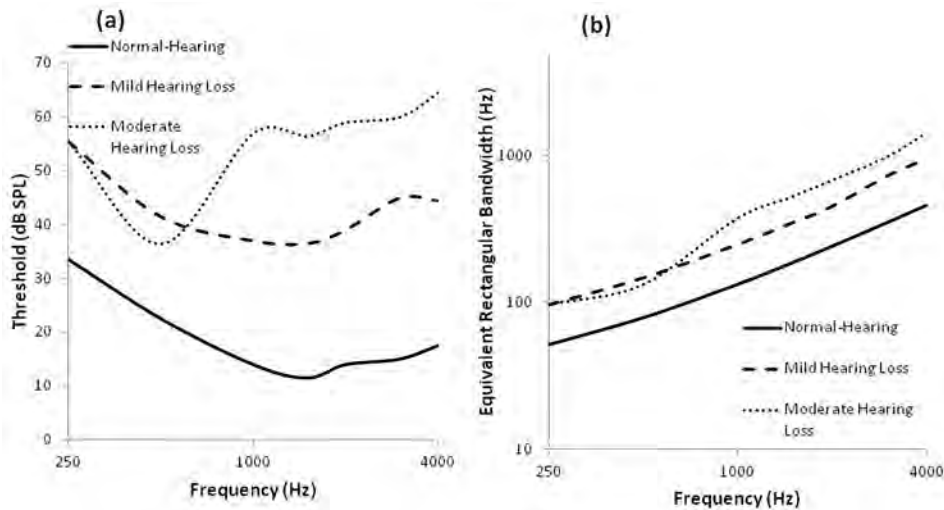 (a)
Normal-Hearing
Mild Hearing Loss
Moderate
Hearing Loss
70
60
50
40
30
20
10
0
Threshold (dB SPL)
250
1000
4000
Frequency (Hz)
(b)
Equivalent Rectangular Bandwidth (Hz)
1000
100
10
Normal-Hearing
Mild Hearing Loss
Moderate Hearing
Loss
250
1000
4000
Frequency (Hz)